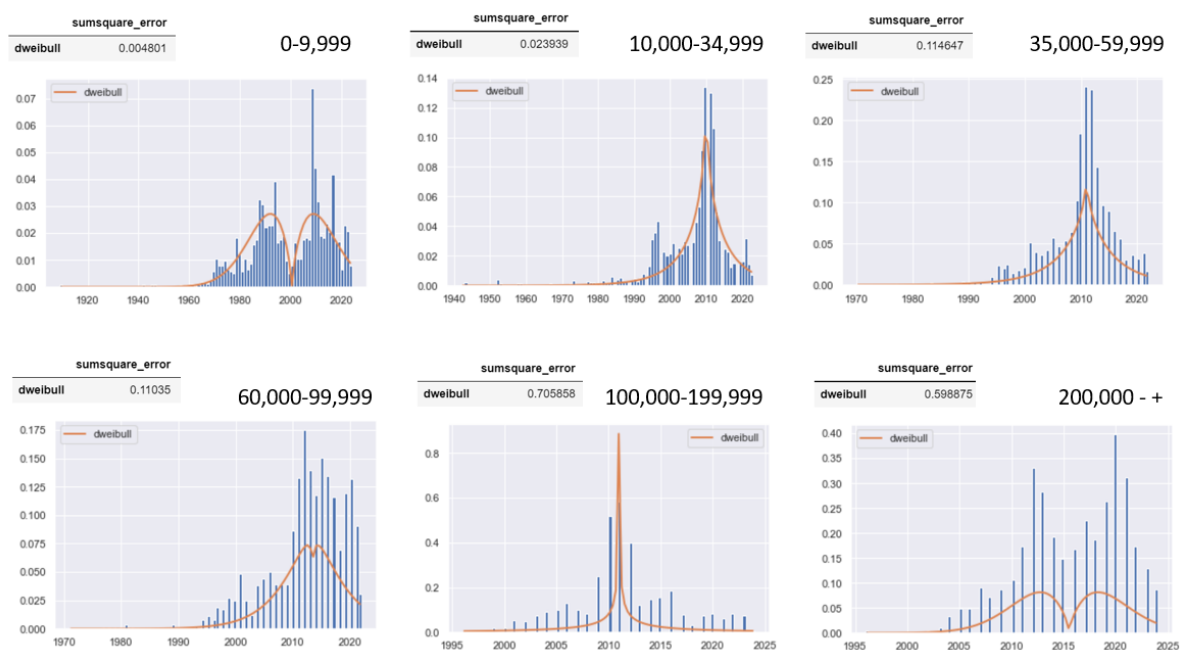 sumsquare_error
dweibull 0.004801
0-9,999
dweibull
0.07
0.06
0.05
0.04
0.03
0.02
0.01
0.00
1920 1940 1960 1980 2000 2020
sumsquare_error
dweibull 0.023939
10,000-34,999
dweibull
0.14
0.12
0.10
0.08
0.06
0.04
0.02
0.00
1940 1950 1960 1970 1980 1990 2000 2010 2020
sumsquare_error
dweibull 0.114647
35,000-59,999
dweibull
0.25
0.20
0.15
0.10
0.05
0.00
1970 1980 1990 2000 2010 2020
sumsquare_error
dweibull 0.11035
60,000-99,999
dweibull
0.175
0.150
0.125
0.100
0.075
0.050
0.025
0.000
1970 1980 1990 2000 2010 2020
sumsquare_error
dweibull 0.705858
100,000-199,999
dweibull
0.8
0.6
0.4
0.2
0.0
1995 2000 2005 2010 2015 2020 2025
sumsquare_error
dweibull 0.598875
200,000 - +
dweibull
0.40
0.35
0.30
0.25
0.20
0.15
0.10
0.05
0.00
1995 2000 2005 2010 2015 2020 2025